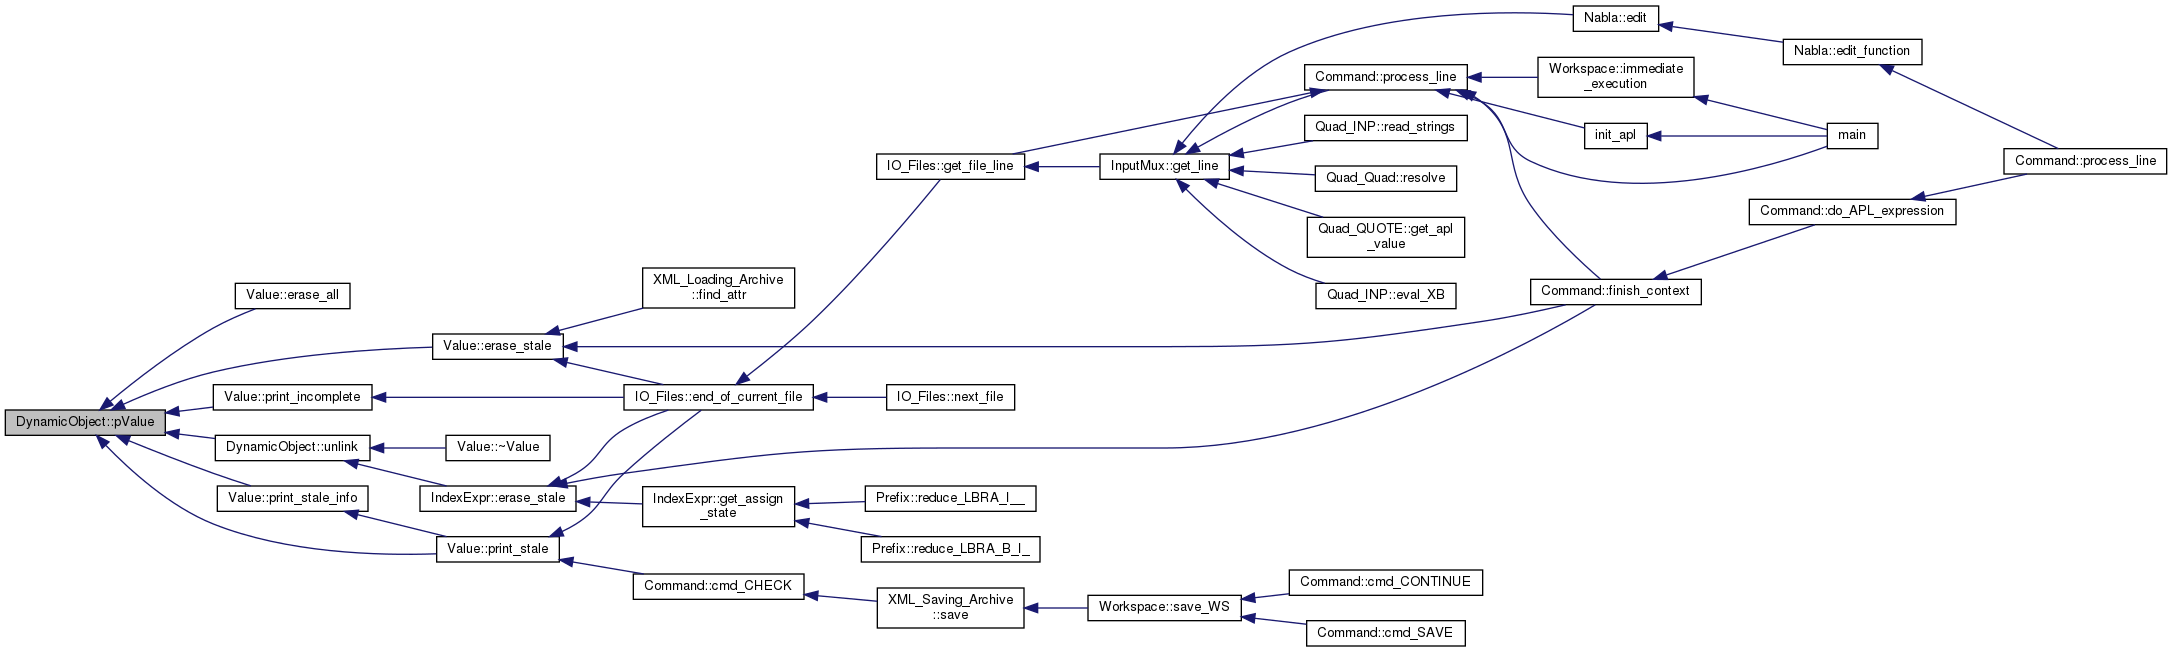 Nabla::edit
Nabla::edit_function
Command::process_line
Workspace::immediate
_execution
Quad_INP::read_strings
init_apl
main
IO_Files::get_file_line
InputMux::get_line
Command::process_line
Quad_Quad::resolve
Command::do_APL_expression
Quad_QUOTE::get_apl
_value
XML_Loading_Archive
::find_attr
Value::erase_all
Quad_INP::eval_XB
Command::finish_context
Value::erase_stale
Value::print_incomplete
IO_Files::end_of_current_file
IO_Files::next_file
DynamicObject::pValue
DynamicObject::unlink
Value::~Value
Value::print_stale_info
IndexExpr::erase_stale
IndexExpr::get_assign
_state
Prefix::reduce_LBRA_I__
Value::print_stale
Prefix::reduce_LBRA_B_I_
Command::cmd_CHECK
XML_Saving_Archive
::save
Workspace::save_WS
Command::cmd_CONTINUE
Command::cmd_SAVE